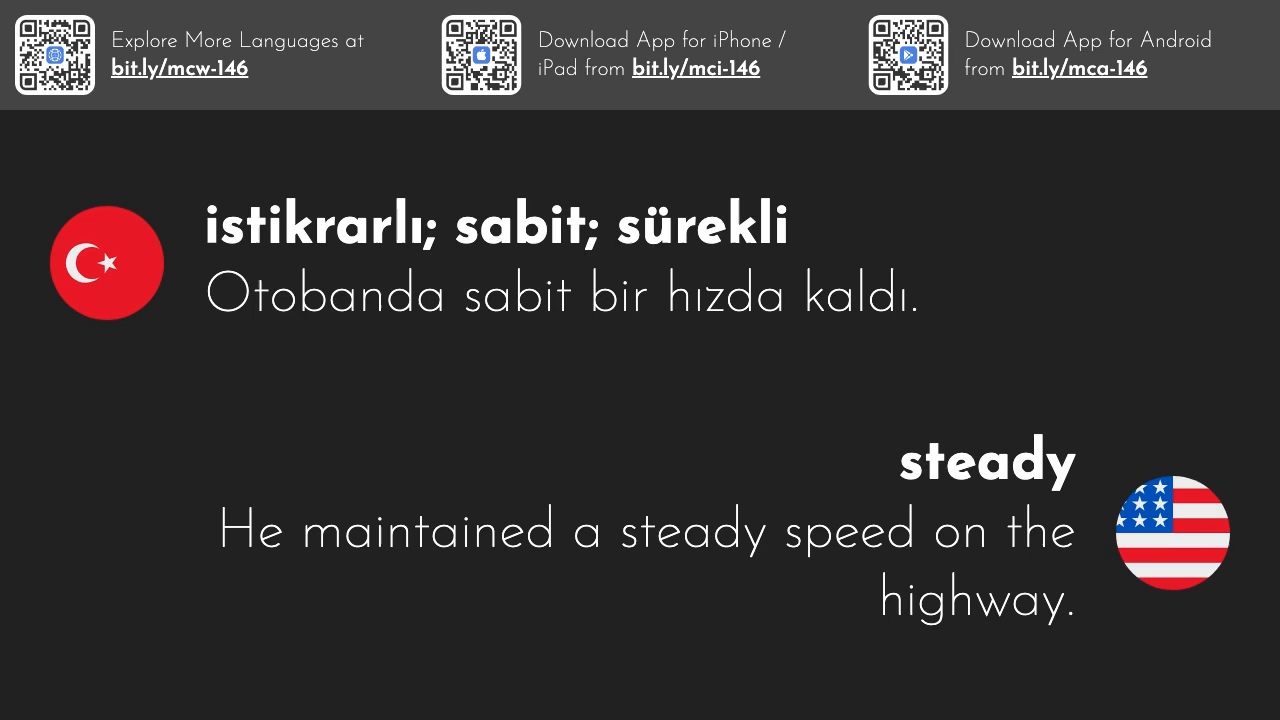 Explore More Languages at
bit.ly/mcw-146
Download App for iPhone /
iPad from bit.ly/mci-146
Download App for Android
from bit.ly/mca-146
istikrarlı; sabit; sürekli
Otobanda sabit bir hızda kaldı.
steady
He maintained a steady speed on the
highway.